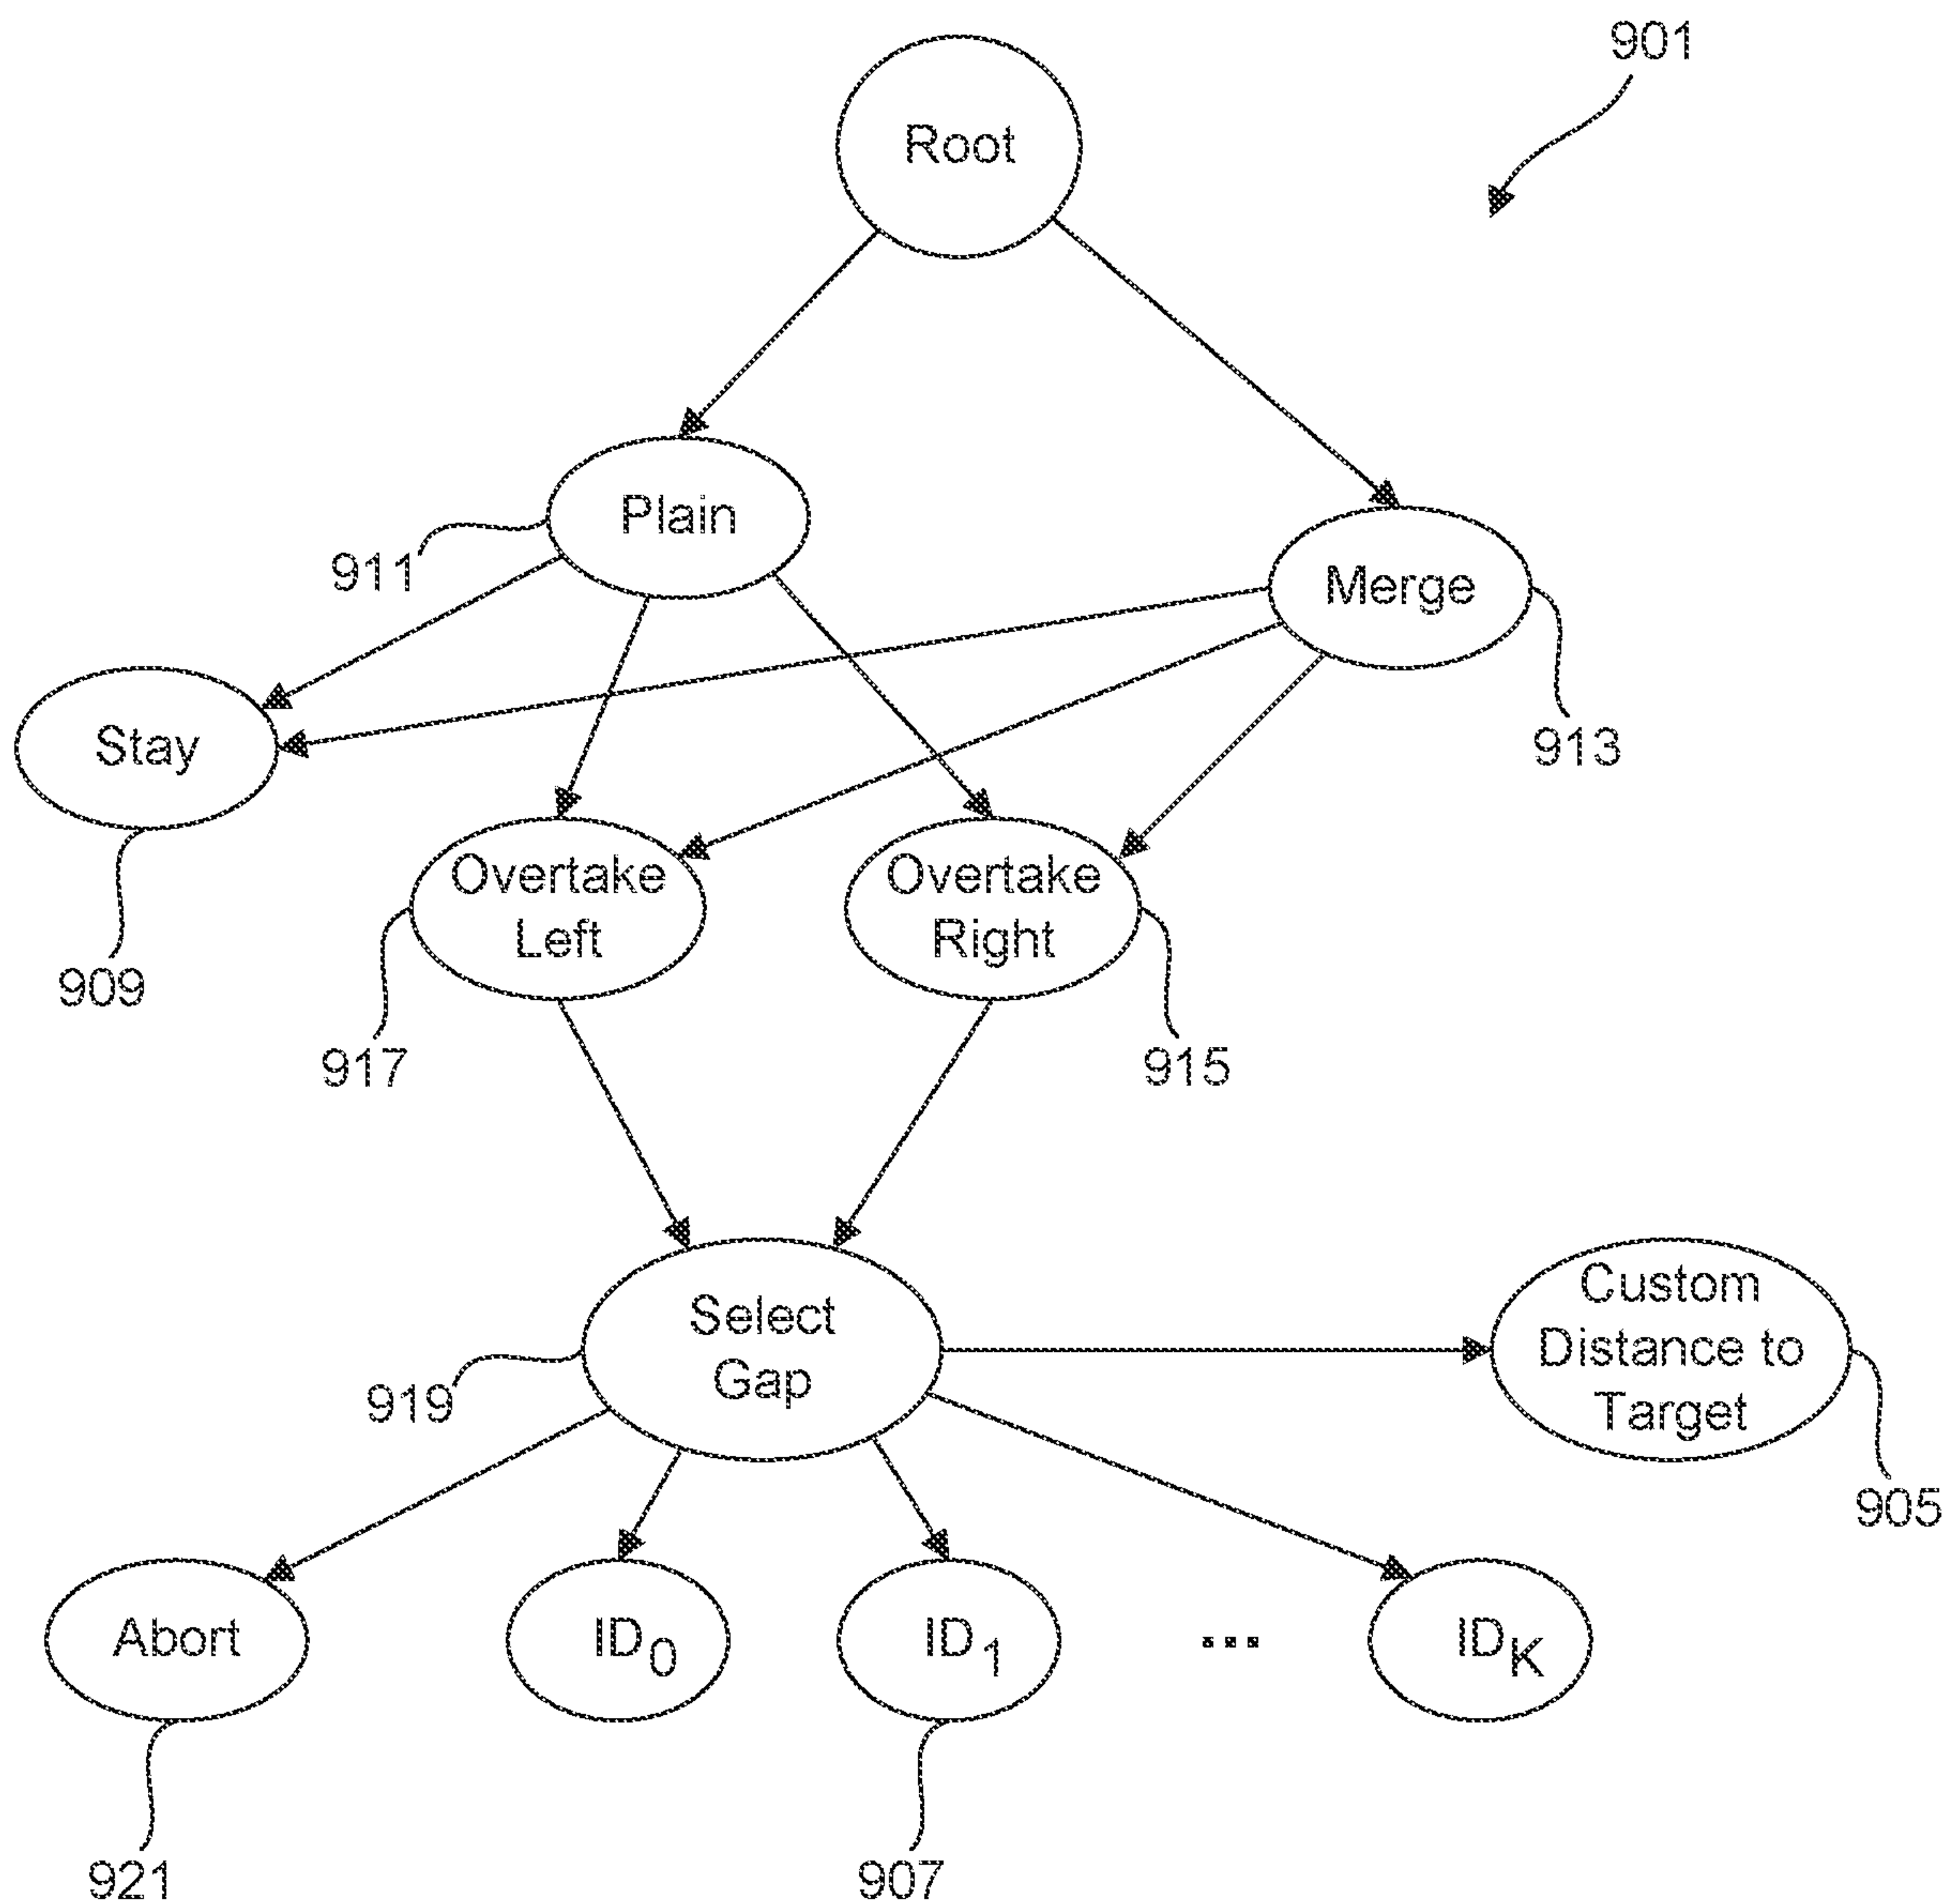 901
Root
Plain
911
Merge
913
Stay
909
Overtake
Left
917
Overtake
Right
915
Select
Gap
919
Custom
Distance to
Target
905
Abort
ID0
ID1
...
IDK
921
907